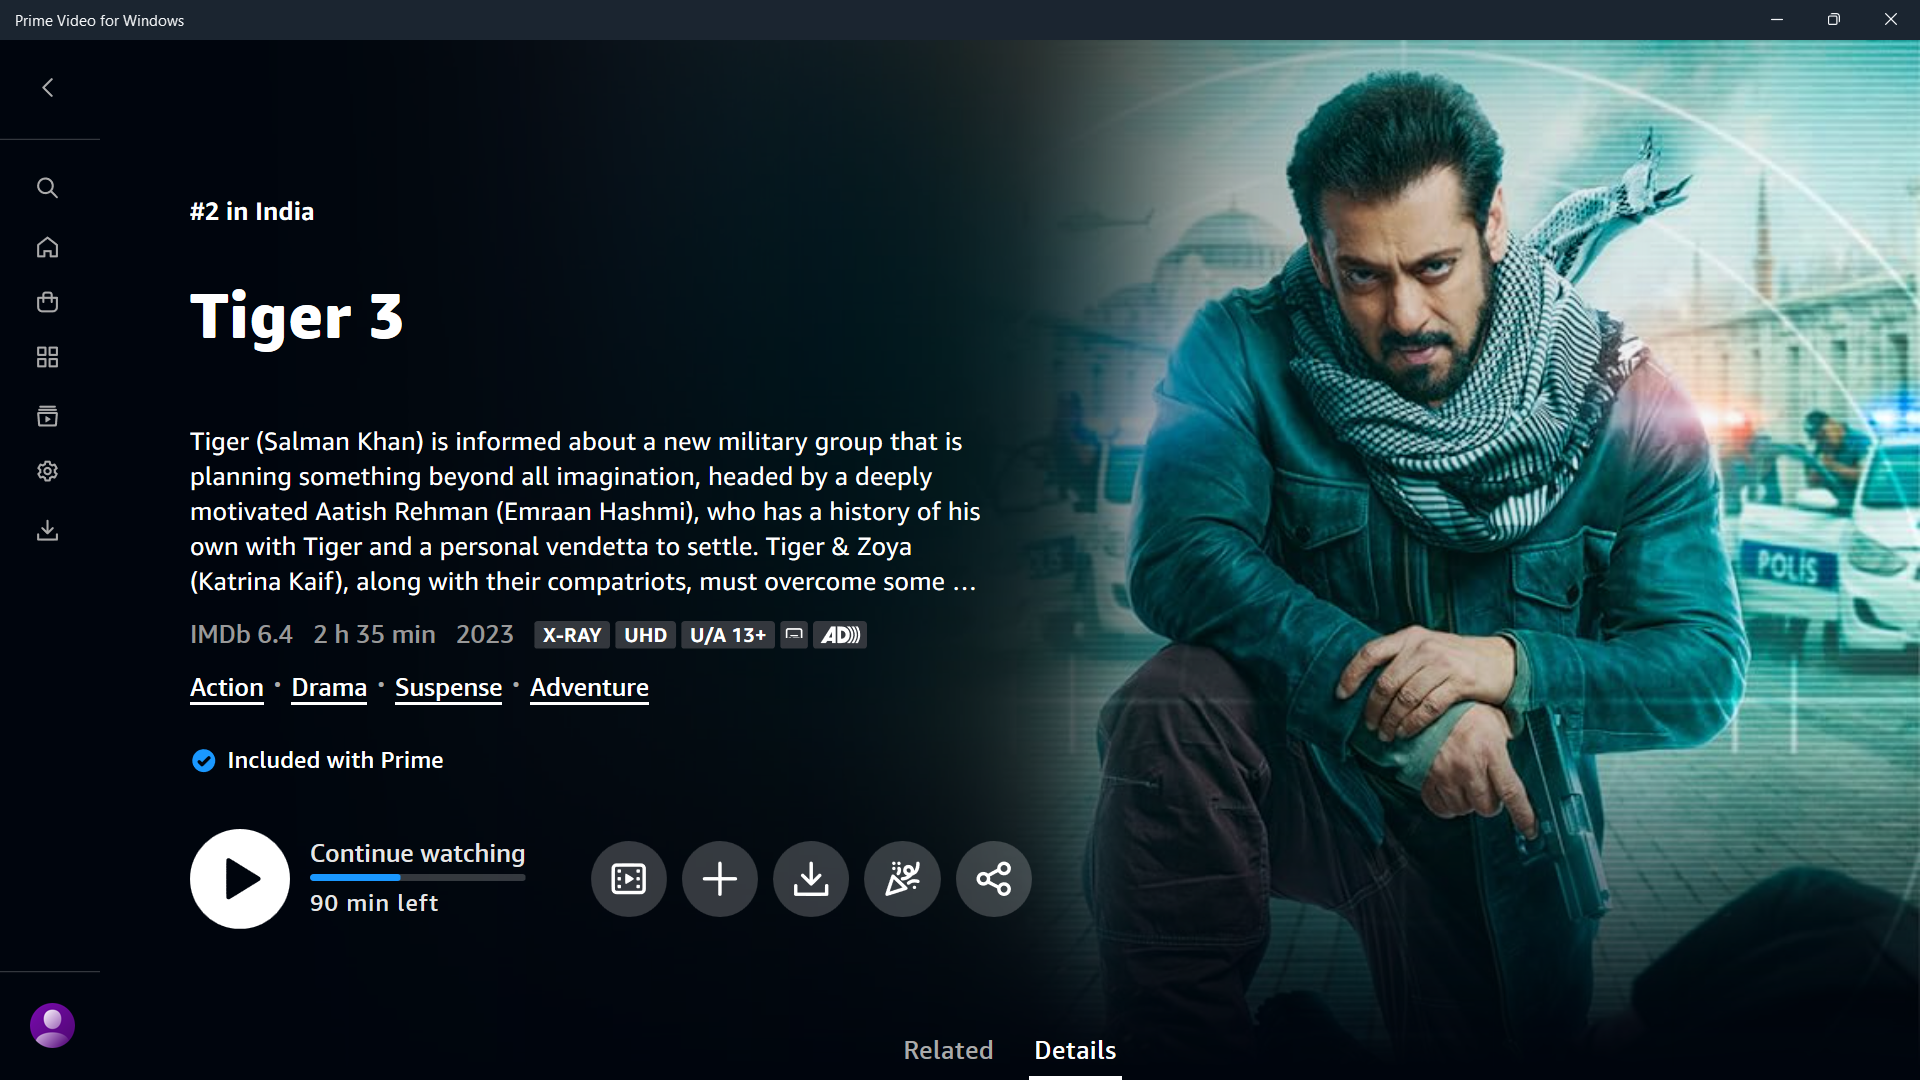 Prime Video for Windows
#2 in India
Tiger 3
Tiger (Salman Khan) is informed about a new military group that is
planning something beyond all imagination, headed by a deeply
motivated Aatish Rehman (Emraan Hashmi), who has a history of his
own with Tiger and a personal vendetta to settle. Tiger & Zoya
(Katrina Kaif), along with their compatriots, must overcome some ...
IMDb 6.4 2 h 35 min 2023 X-RAY UHD U/A 13+ AD
Action • Drama • Suspense • Adventure
Included with Prime
Continue watching
90 min left
Related Details
POLIS